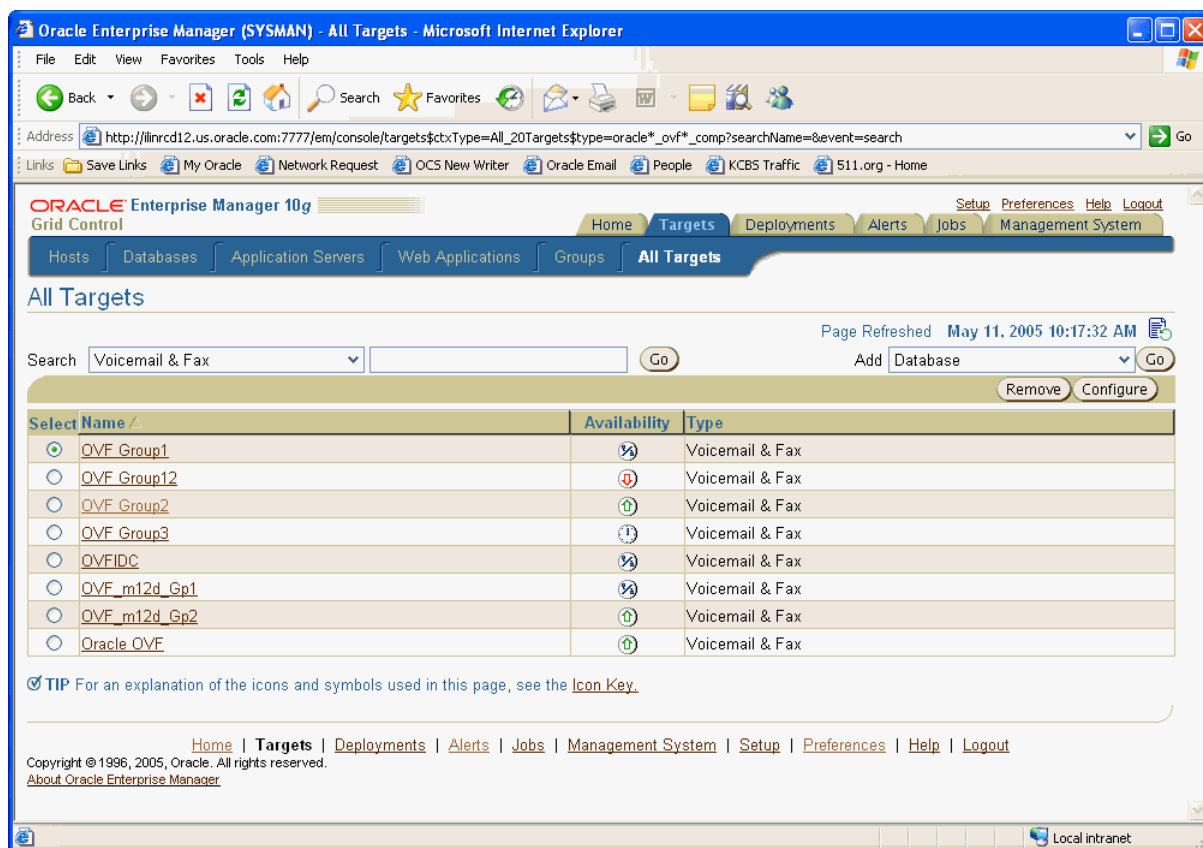 Oracle Enterprise Manager (SYSMAN) - All Targets - Microsoft Internet Explorer
File Edit View Favorites Tools Help
Back Search Favorites
Address http://ilinrcd12.us.oracle.com:7777/em/console/targets$ctxType=All_20Targets$type=oracle*_ovf*_comp?searchName=&event=search Go
Links Save Links My Oracle Network Request OCS New Writer Oracle Email People KCBS Traffic 511.org - Home
ORACLE Enterprise Manager 10g
Grid Control
Setup Preferences Help Logout
Home Targets Deployments Alerts Jobs Management System
Hosts Databases Application Servers Web Applications Groups All Targets
All Targets
Page Refreshed May 11, 2005 10:17:32 AM
Search Voicemail & Fax Go Add Database Go
Remove Configure
Select Name Availability Type
OVF Group1 Voicemail & Fax
OVF Group12 Voicemail & Fax
OVF Group2 Voicemail & Fax
OVF Group3 Voicemail & Fax
OVFIDC Voicemail & Fax
OVF_m12d_Gp1 Voicemail & Fax
OVF_m12d_Gp2 Voicemail & Fax
Oracle OVF Voicemail & Fax
TIP For an explanation of the icons and symbols used in this page, see the Icon Key.
Home | Targets | Deployments | Alerts | Jobs | Management System | Setup | Preferences | Help | Logout
Copyright © 1996, 2005, Oracle. All rights reserved.
About Oracle Enterprise Manager
Local intranet